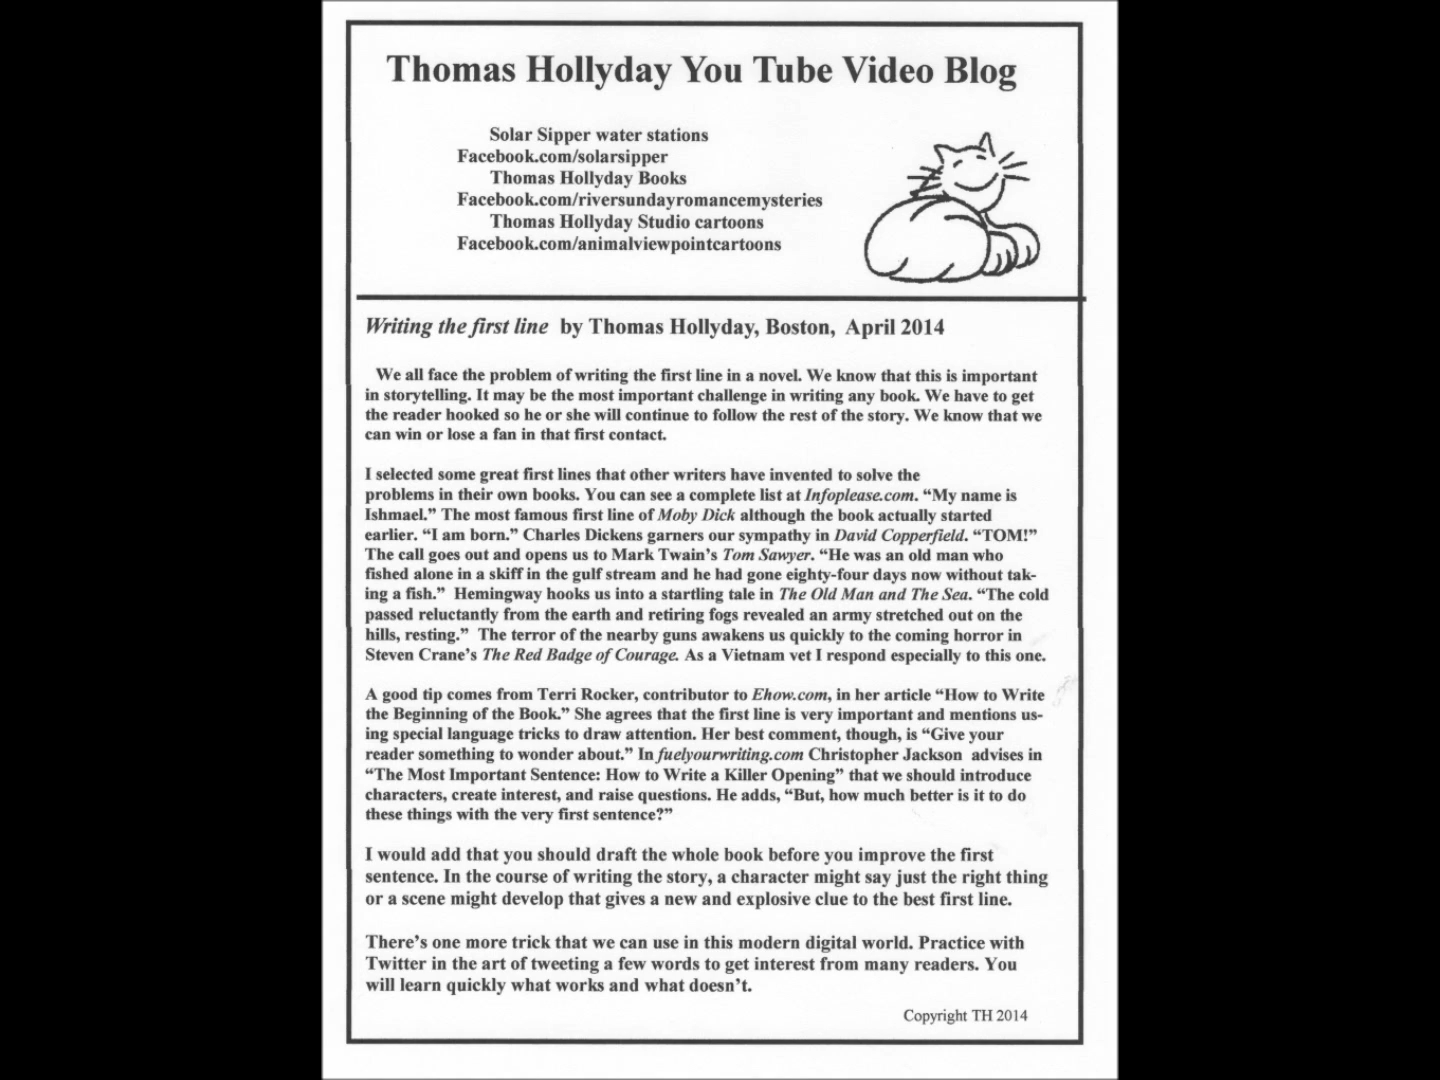 Thomas Hollyday You Tube Video Blog
Solar Sipper water stations
Facebook.com/solarsipper
Thomas Hollyday Books
Facebook.com/riversundayromancemysteries
Thomas Hollyday Studio cartoons
Facebook.com/animalviewpointcartoons
Writing the first line by Thomas Hollyday, Boston, April 2014
We all face the problem of writing the first line in a novel. We know that this is important
in storytelling. It may be the most important challenge in writing any book. We have to get
the reader hooked so he or she will continue to follow the rest of the story. We know that we
can win or lose a fan in that first contact.
I selected some great first lines that other writers have invented to solve the
problems in their own books. You can see a complete list at Infoplease.com. “My name is
Ishmael.” The most famous first line of Moby Dick although the book actually started
earlier. “I am born.” Charles Dickens garners our sympathy in David Copperfield. “TOM!”
The call goes out and opens us to Mark Twain’s Tom Sawyer. “He was an old man who
fished alone in a skiff in the gulf stream and he had gone eighty-four days now without tak-
ing a fish.” Hemingway hooks us into a startling tale in The Old Man and The Sea. “The cold
passed reluctantly from the earth and retiring fogs revealed an army stretched out on the
hills, resting.” The terror of the nearby guns awakens us quickly to the coming horror in
Steven Crane’s The Red Badge of Courage. As a Vietnam vet I respond especially to this one.
A good tip comes from Terri Rocker, contributor to Ehow.com, in her article “How to Write
the Beginning of the Book.” She agrees that the first line is very important and mentions us-
ing special language tricks to draw attention. Her best comment, though, is “Give your
reader something to wonder about.” In fuelyourwriting.com Christopher Jackson advises in
“The Most Important Sentence: How to Write a Killer Opening” that we should introduce
characters, create interest, and raise questions. He adds, “But, how much better is it to do
these things with the very first sentence?”
I would add that you should draft the whole book before you improve the first
sentence. In the course of writing the story, a character might say just the right thing
or a scene might develop that gives a new and explosive clue to the best first line.
There’s one more trick that we can use in this modern digital world. Practice with
Twitter in the art of tweeting a few words to get interest from many readers. You
will learn quickly what works and what doesn’t.
Copyright TH 2014